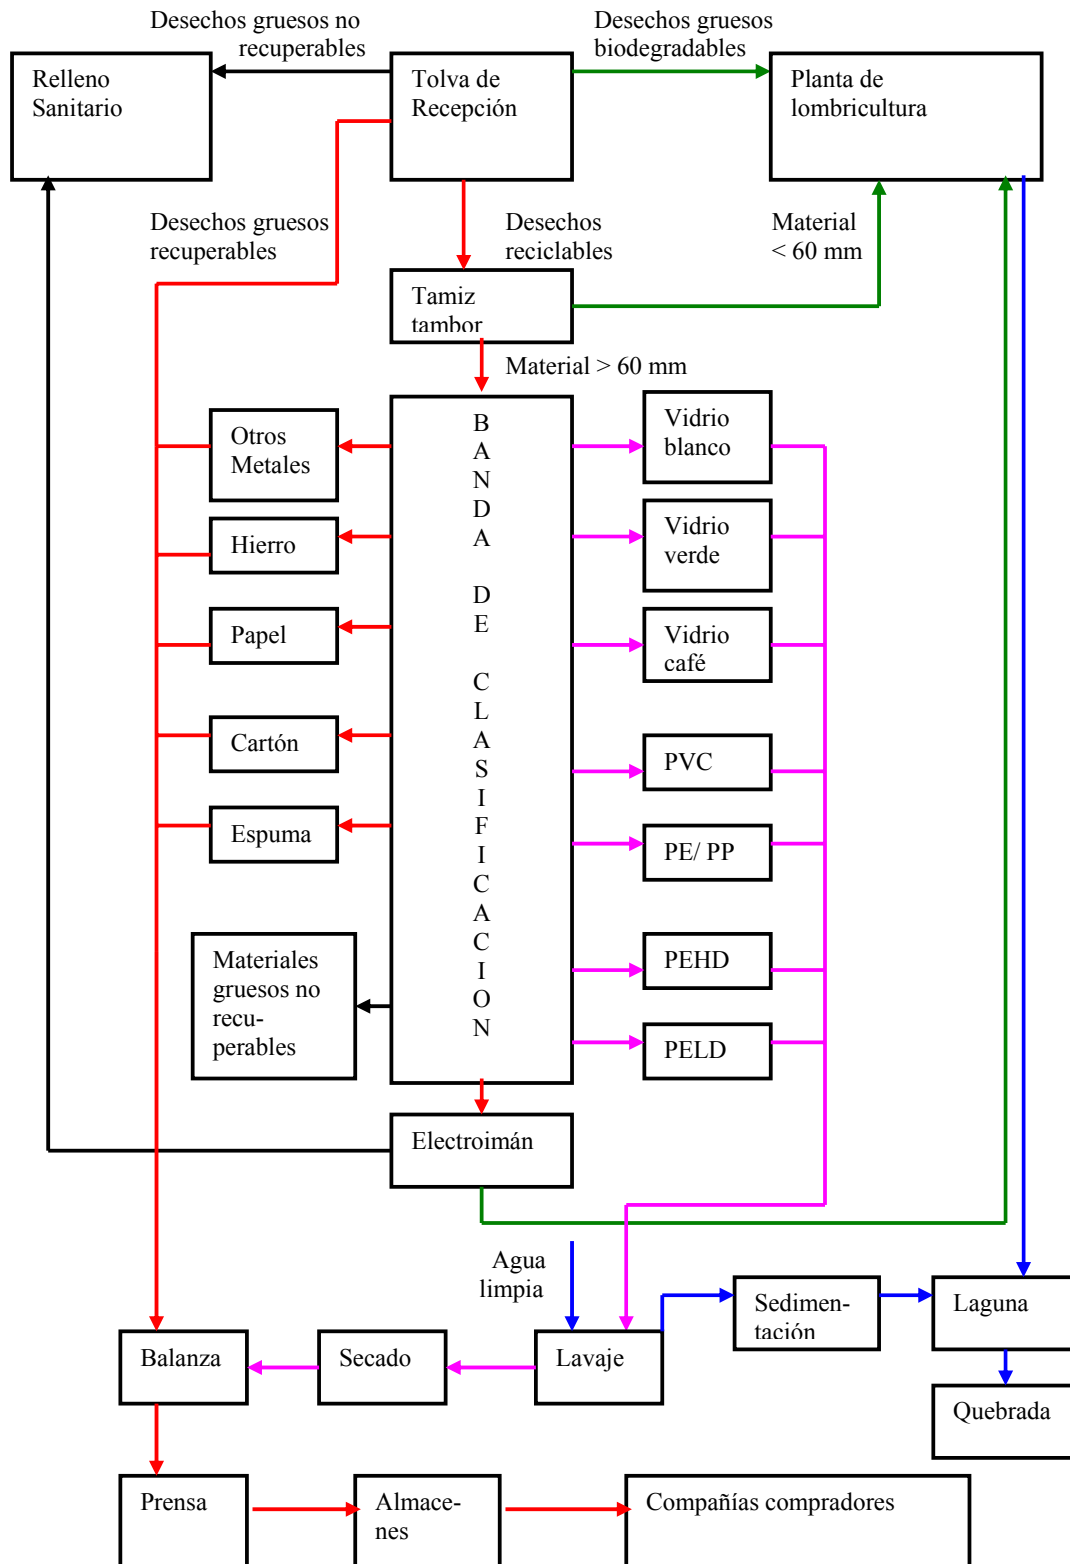 Desechos gruesos no
recuperables
Desechos gruesos
biodegradables
Relleno
Sanitario
Tolva de
Recepción
Planta de
lombricultura
Desechos gruesos
recuperables
Desechos
reciclables
Material
< 60 mm
Tamiz
tambor
Material > 60 mm
Otros
Metales
Hierro
Papel
Cartón
Espuma
Materiales
gruesos no
recu-
perables
B
A
N
D
A
D
E
C
L
A
S
I
F
I
C
A
C
I
O
N
Vidrio
blanco
Vidrio
verde
Vidrio
café
PVC
PE/ PP
PEHD
PELD
Electroimán
Agua
limpia
Sedimen-
tación
Laguna
Balanza
Secado
Lavaje
Quebrada
Prensa
Almace-
nes
Compañías compradores